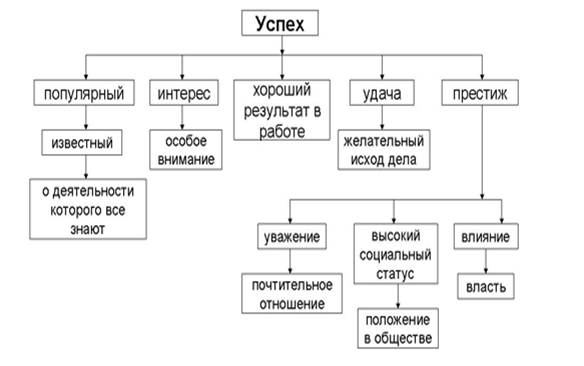 Успех
популярный
интерес
хороший
результат в
работе
удача
престиж
известный
особое
внимание
желательный
исход дела
о деятельности
которого все
знают
уважение
высокий
социальный
статус
влияние
почтительное
отношение
власть
положение
в обществе